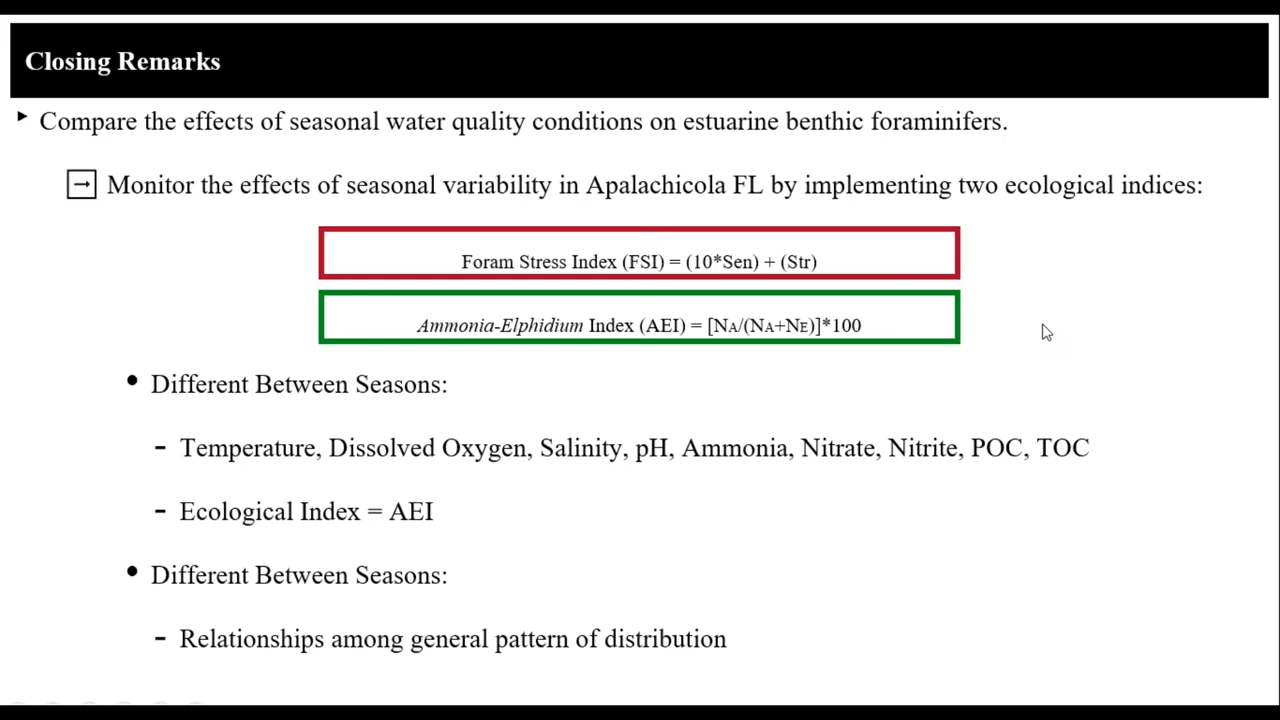 Closing Remarks
Compare the effects of seasonal water quality conditions on estuarine benthic foraminifers.
→ Monitor the effects of seasonal variability in Apalachicola FL by implementing two ecological indices:
Foram Stress Index (FSI) = (10*Sen) + (Str)
Ammonia-Elphidium Index (AEI) = [NA/(NA+NE)]*100
• Different Between Seasons:
- Temperature, Dissolved Oxygen, Salinity, pH, Ammonia, Nitrate, Nitrite, POC, TOC
- Ecological Index = AEI
• Different Between Seasons:
- Relationships among general pattern of distribution